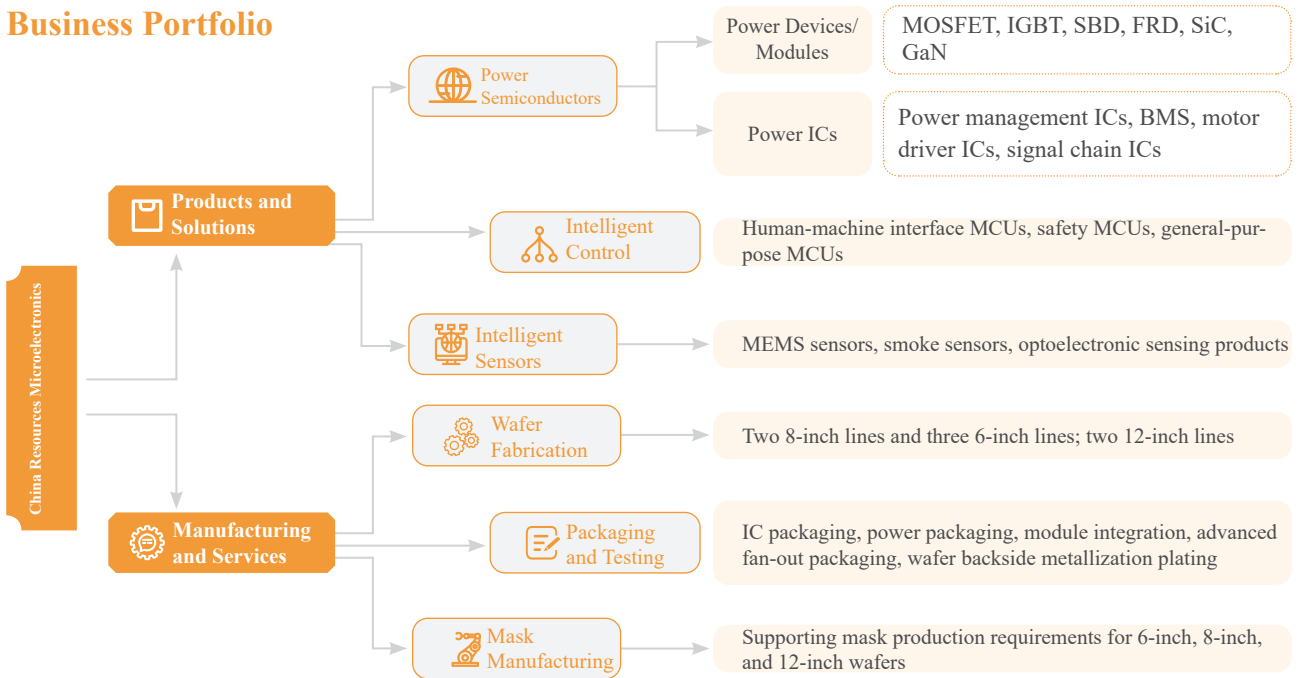 Business Portfolio
Power Devices/
Modules
MOSFET, IGBT, SBD, FRD, SiC,
GaN
Power
Semiconductors
Power ICs
Power management ICs, BMS, motor
driver ICs, signal chain ICs
Products and
Solutions
Intelligent
Control
Human-machine interface MCUs, safety MCUs, general-pur-
pose MCUs
Intelligent
Sensors
MEMS sensors, smoke sensors, optoelectronic sensing products
China Resources Microelectronics
Wafer
Fabrication
Two 8-inch lines and three 6-inch lines; two 12-inch lines
Manufacturing
and Services
Packaging
and Testing
IC packaging, power packaging, module integration, advanced
fan-out packaging, wafer backside metallization plating
Mask
Manufacturing
Supporting mask production requirements for 6-inch, 8-inch,
and 12-inch wafers